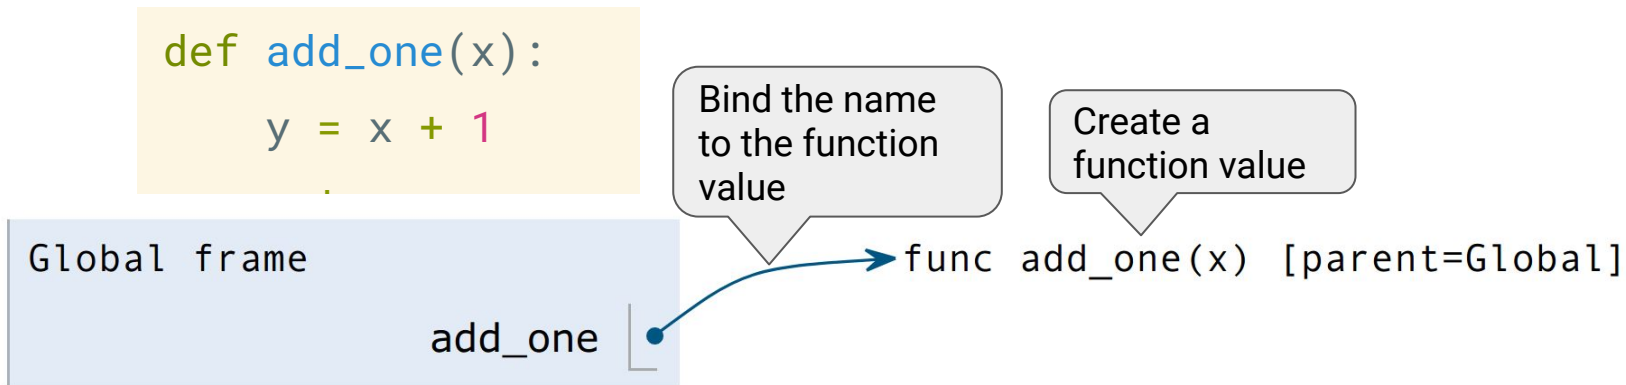 def add_one(x):
    y = x + 1
Bind the name
to the function
value
Create a
function value
Global frame
add_one
func add_one(x) [parent=Global]